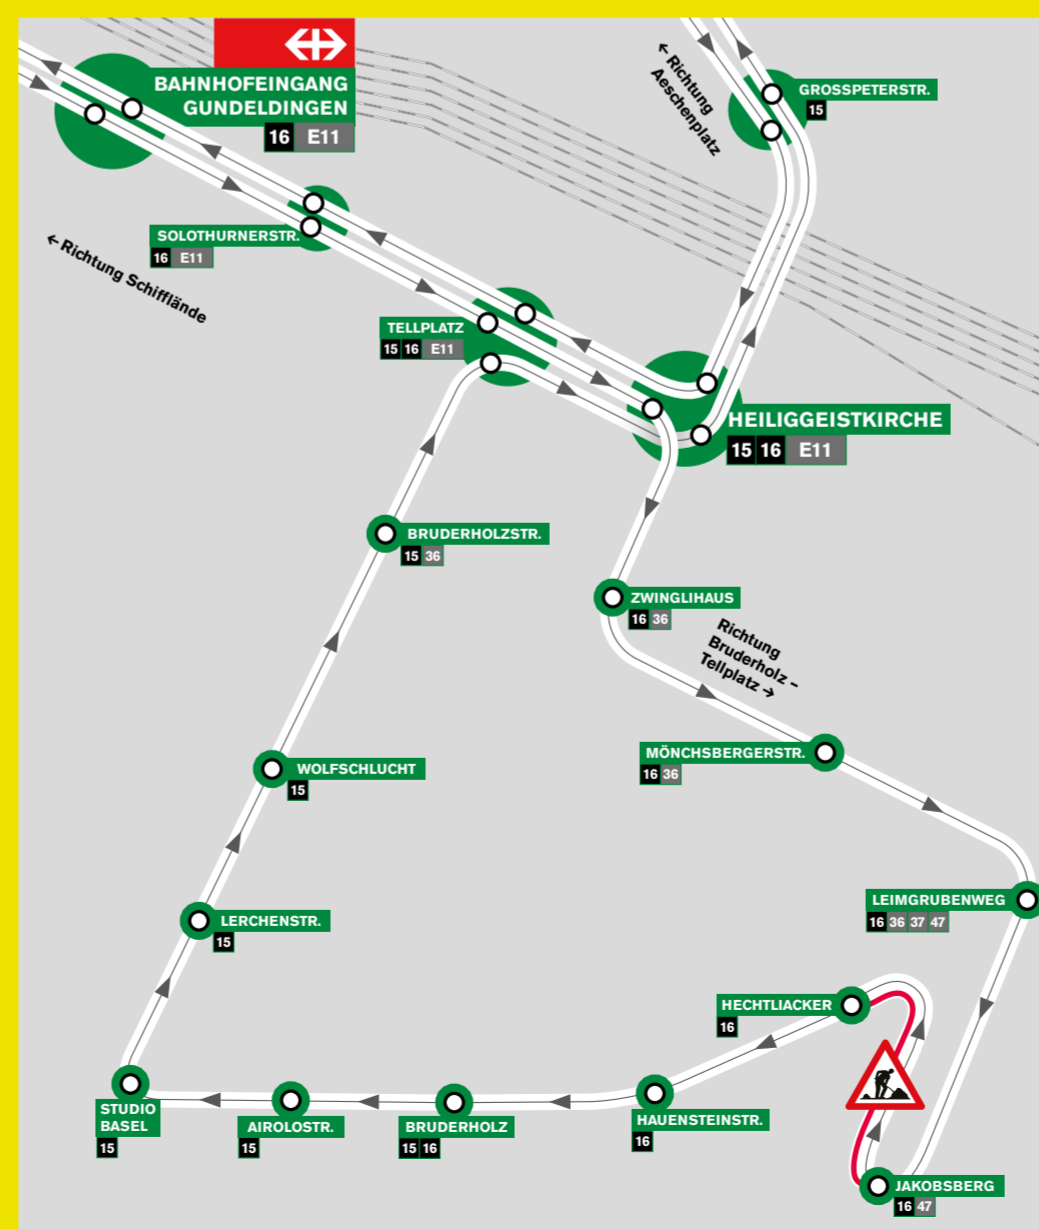 BAHNHOFEINGANG
GUNDELDINGEN
16 E11
← Richtung
Aeschenplatz
GROSSPETERSTR.
15
SOLOTHURNERSTR.
16 E11
← Richtung Schifflände
TELLPLATZ
15 16 E11
HEILIGGEISTKIRCHE
15 16 E11
BRUDERHOLZSTR.
15 36
ZWINGLIHAUS
16 36
Richtung
Bruderholz –
Tellplatz →
MÖNCHSBERGERSTR.
16 36
WOLFSCHLUCHT
15
LEIMGRUBENWEG
16 36 37 47
LERCHENSTR.
15
HECHTLIACKER
16
STUDIO
BASEL
15
AIROLOSTR.
15
BRUDERHOLZ
15 16
HAUENSTEINSTR.
16
JAKOBSBERG
16 47